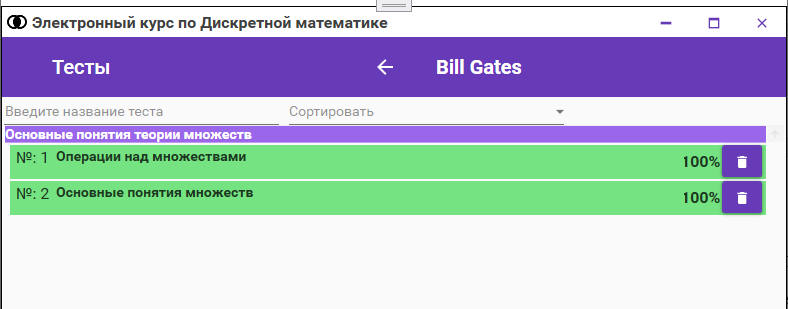 Электронный курс по Дискретной математике
Тесты Bill Gates
Введите название теста Сортировать
Основные понятия теории множеств
№: 1 Операции над множествами 100%
№: 2 Основные понятия множеств 100%